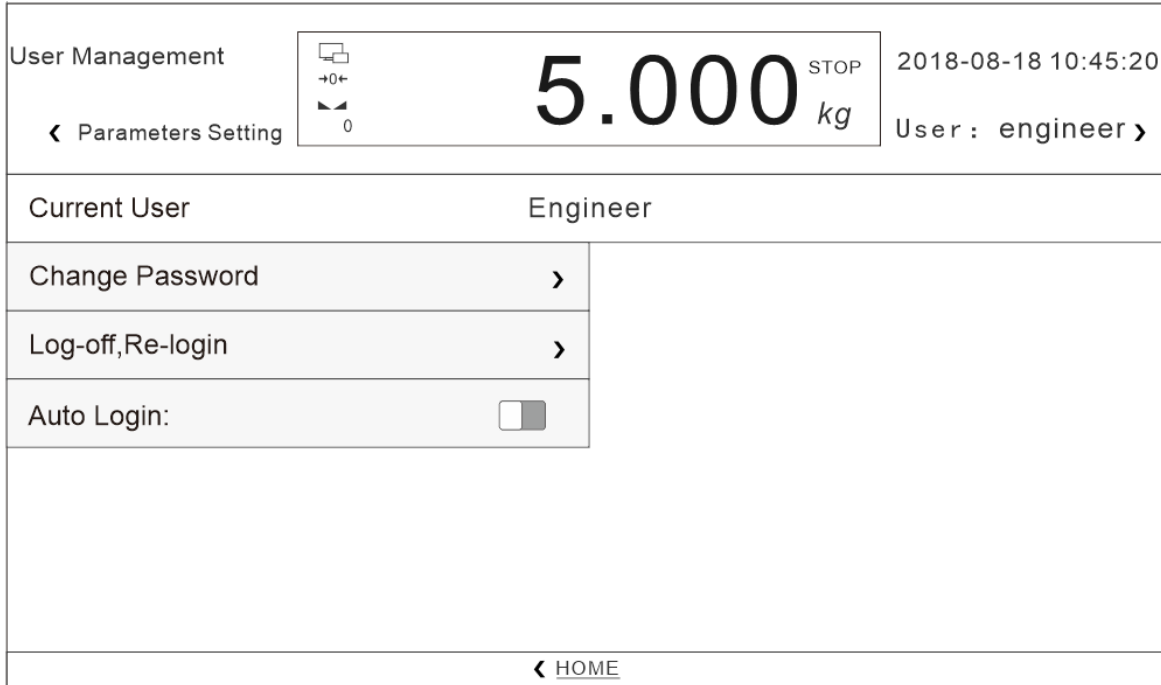 User Management
❮ Parameters Setting
→0←
0
5.000 STOP kg
2018-08-18 10:45:20
User: engineer ❯
Current User Engineer
Change Password ❯
Log-off,Re-login ❯
Auto Login:
❮ HOME